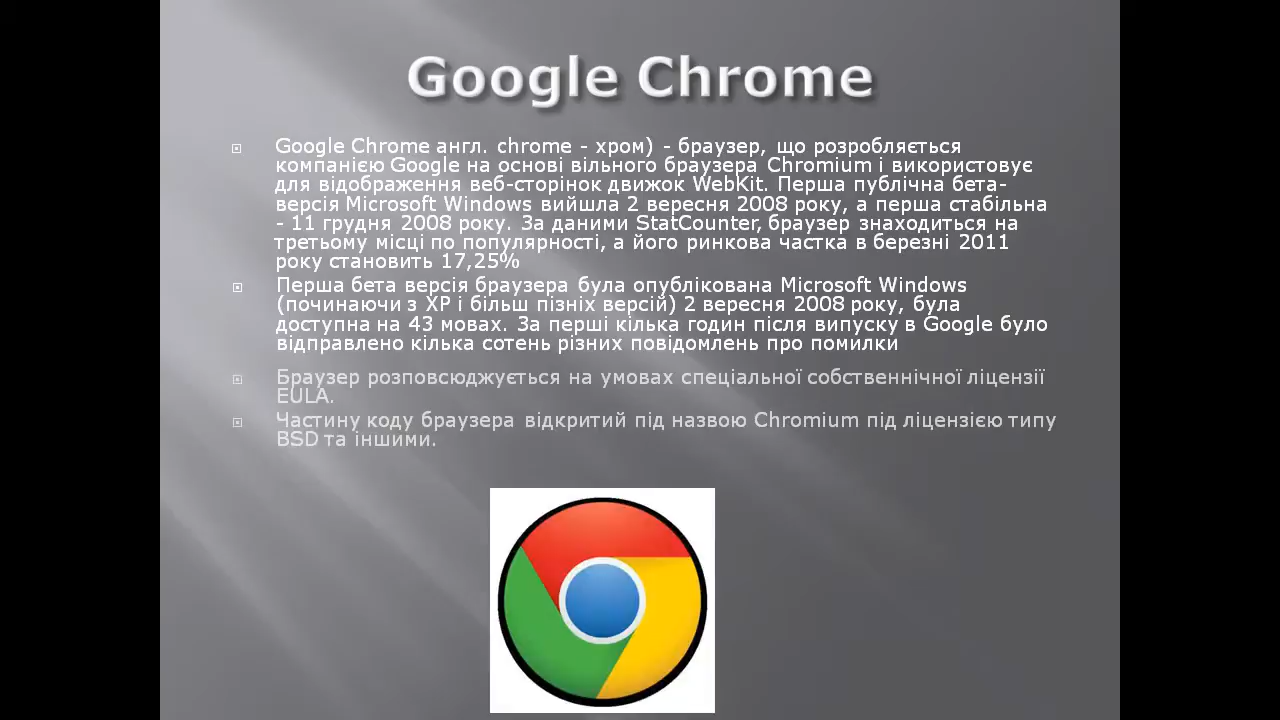 Google Chrome
Google Chrome англ. chrome - хром) - браузер, що розробляється
компанією Google на основі вільного браузера Chromium і використовує
для відображення веб-сторінок движок WebKit. Перша публічна бета-
версія Microsoft Windows вийшла 2 вересня 2008 року, а перша стабільна
- 11 грудня 2008 року. За даними StatCounter, браузер знаходиться на
третьому місці по популярності, а його ринкова частка в березні 2011
року становить 17,25%
Перша бета версія браузера була опублікована Microsoft Windows
(починаючи з XP і більш пізніх версій) 2 вересня 2008 року, була
доступна на 43 мовах. За перші кілька годин після випуску в Google було
відправлено кілька сотень різних повідомлень про помилки
Браузер розповсюджується на умовах спеціальної собственнічної ліцензії
EULA.
Частину коду браузера відкритий під назвою Chromium під ліцензією типу
BSD та іншими.